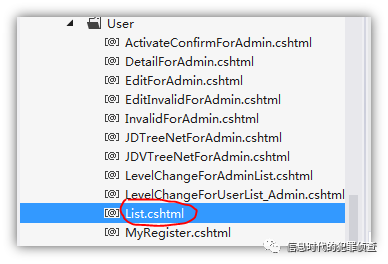 User
[@] ActivateConfirmForAdmin.cshtml
[@] DetailForAdmin.cshtml
[@] EditForAdmin.cshtml
[@] EditInvalidForAdmin.cshtml
[@] InvalidForAdmin.cshtml
[@] JDTreeNetForAdmin.cshtml
[@] JDVTreeNetForAdmin.cshtml
[@] LevelChangeForAdminList.cshtml
[@] LevelChangeForUserList_Admin.cshtml
[@] List.cshtml
[@] MyRegister.cshtml
信息时代的犯罪侦查